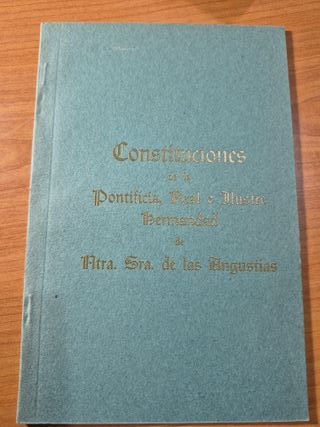 Constituciones
de la
Pontificia, Real e Ilustre
Hermandad
de
Ntra. Sra. de las Angustias